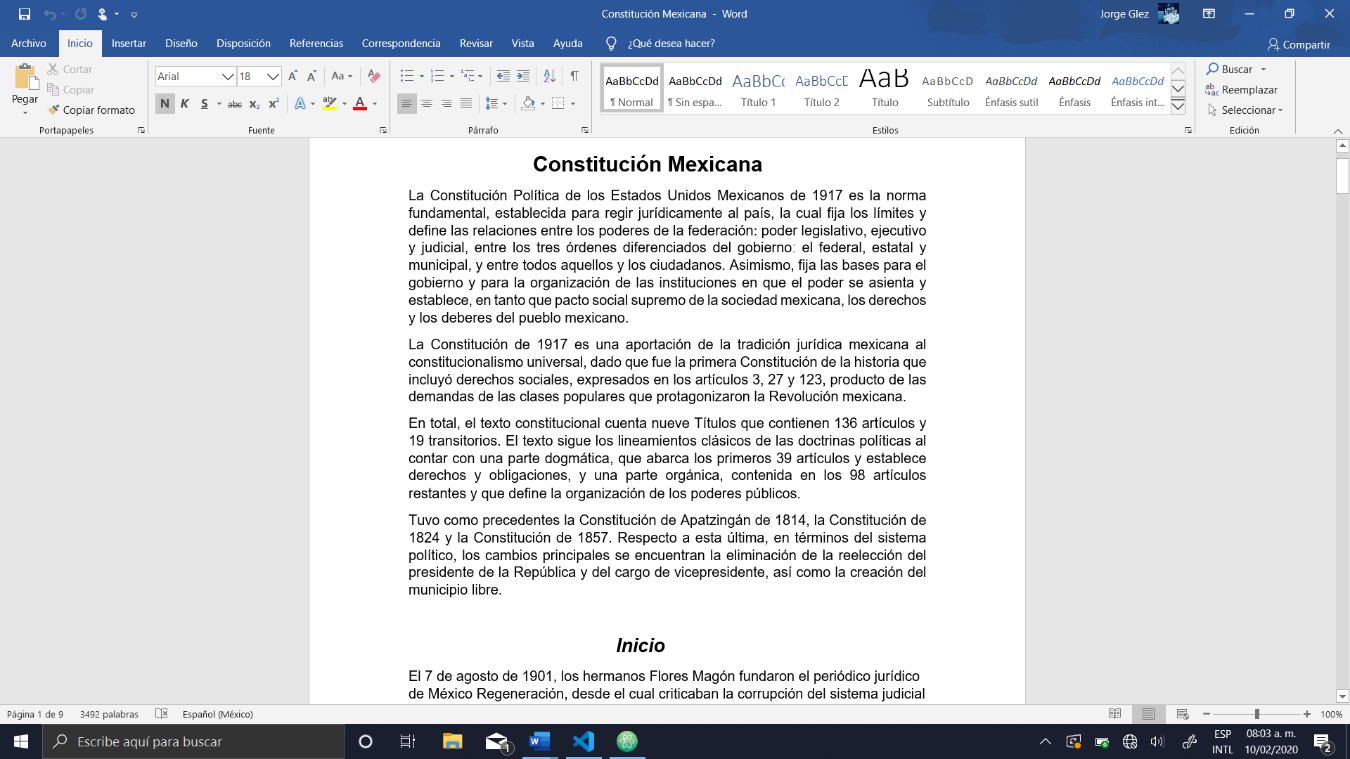 Constitución Mexicana - Word
Jorge Glez
Archivo Inicio Insertar Diseño Disposición Referencias Correspondencia Revisar Vista Ayuda ¿Qué desea hacer? Compartir
Pegar
Cortar
Copiar
Copiar formato
Portapapeles
Arial 18
Aa
N K S abc x₂ x² A A
Fuente
Párrafo
AaBbCcDd AaBbCcDd AaBbCc AaBbCcE AaB AaBbCcD AaBbCcDd AaBbCcDd AaBbCcDd
¶ Normal ¶ Sin espa... Título 1 Título 2 Título Subtítulo Énfasis sutil Énfasis Énfasis int...
Estilos
Buscar
Reemplazar
Seleccionar
Edición
Constitución Mexicana
La Constitución Política de los Estados Unidos Mexicanos de 1917 es la norma
fundamental, establecida para regir jurídicamente al país, la cual fija los límites y
define las relaciones entre los poderes de la federación: poder legislativo, ejecutivo
y judicial, entre los tres órdenes diferenciados del gobierno: el federal, estatal y
municipal, y entre todos aquellos y los ciudadanos. Asimismo, fija las bases para el
gobierno y para la organización de las instituciones en que el poder se asienta y
establece, en tanto que pacto social supremo de la sociedad mexicana, los derechos
y los deberes del pueblo mexicano.
La Constitución de 1917 es una aportación de la tradición jurídica mexicana al
constitucionalismo universal, dado que fue la primera Constitución de la historia que
incluyó derechos sociales, expresados en los artículos 3, 27 y 123, producto de las
demandas de las clases populares que protagonizaron la Revolución mexicana.
En total, el texto constitucional cuenta nueve Títulos que contienen 136 artículos y
19 transitorios. El texto sigue los lineamientos clásicos de las doctrinas políticas al
contar con una parte dogmática, que abarca los primeros 39 artículos y establece
derechos y obligaciones, y una parte orgánica, contenida en los 98 artículos
restantes y que define la organización de los poderes públicos.
Tuvo como precedentes la Constitución de Apatzingán de 1814, la Constitución de
1824 y la Constitución de 1857. Respecto a esta última, en términos del sistema
político, los cambios principales se encuentran la eliminación de la reelección del
presidente de la República y del cargo de vicepresidente, así como la creación del
municipio libre.
Inicio
El 7 de agosto de 1901, los hermanos Flores Magón fundaron el periódico jurídico
de México Regeneración, desde el cual criticaban la corrupción del sistema judicial
Página 1 de 9 3492 palabras Español (México) 100%
Escribe aquí para buscar
1
ESP
INTL
08:03 a. m.
10/02/2020
2